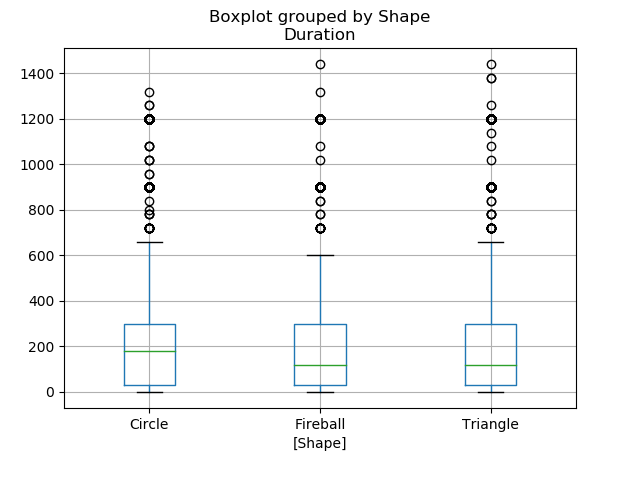 Boxplot grouped by Shape
Duration
1400
1200
1000
800
600
400
200
0
Circle
Fireball
Triangle
[Shape]